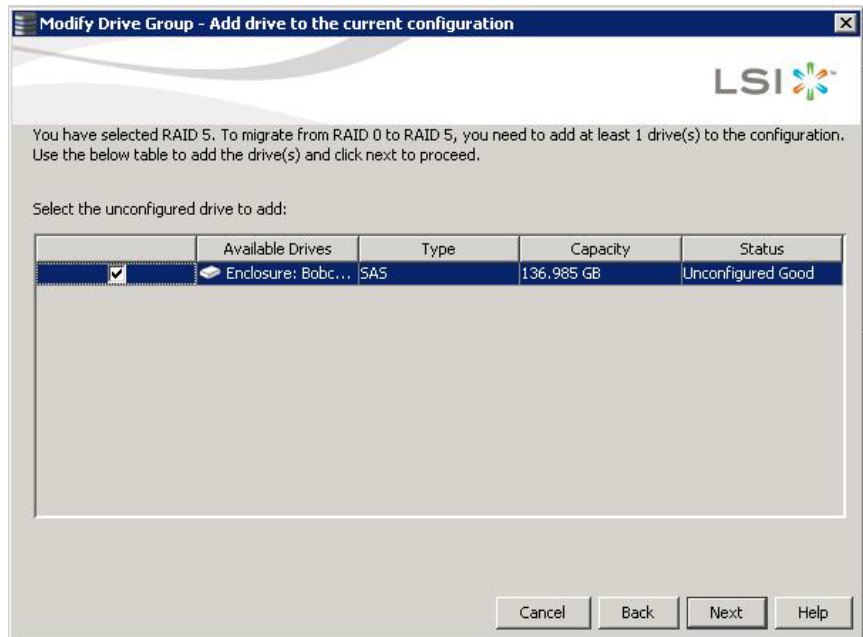 Modify Drive Group - Add drive to the current configuration
LSI
You have selected RAID 5. To migrate from RAID 0 to RAID 5, you need to add at least 1 drive(s) to the configuration.
Use the below table to add the drive(s) and click next to proceed.
Select the unconfigured drive to add:
Available Drives Type Capacity Status
Enclosure: Bobc... SAS 136.985 GB Unconfigured Good
Cancel Back Next Help